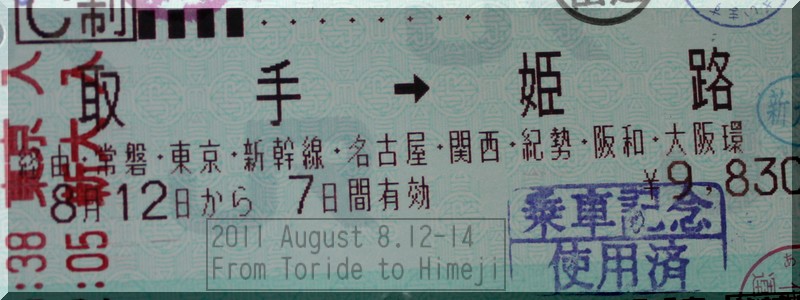 C制
取手→姫路
経由・常磐・東京・新幹線・名古屋・関西・紀勢・阪和・大阪環
8月12日から 7日間有効 ¥9,830
乗車記念
使用済
2011 August 8.12-14
From Toride to Himeji
東京
:38
新大
:05